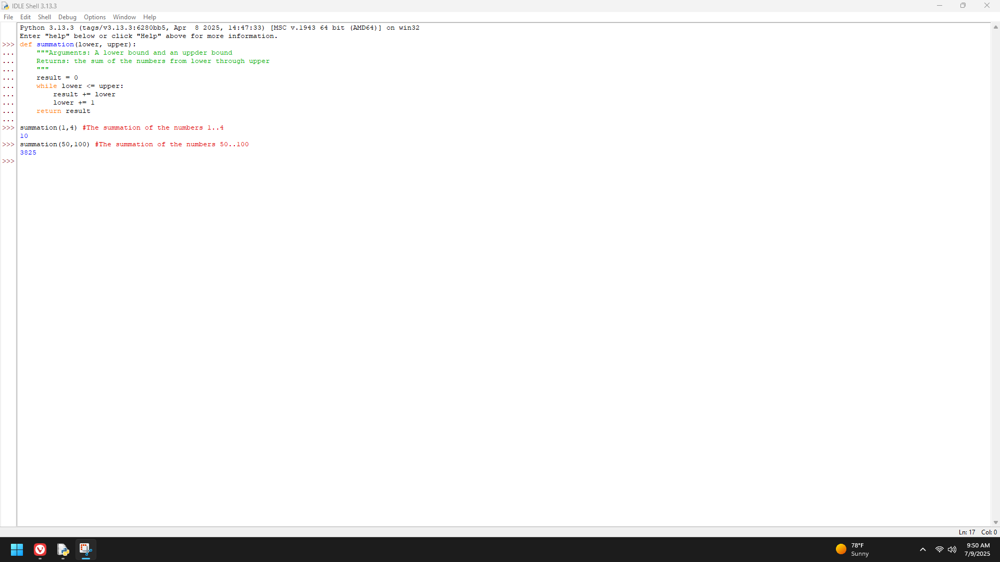 IDLE Shell 3.13.3
File Edit Shell Debug Options Window Help
Python 3.13.3 (tags/v3.13.3:6280bb5, Apr  8 2025, 14:47:33) [MSC v.1943 64 bit (AMD64)] on win32
Enter "help" below or click "Help" above for more information.
>>> def summation(lower, upper):
...     """Arguments: A lower bound and an uppder bound
...     Returns: the sum of the numbers from lower through upper
...     """
...     result = 0
...     while lower <= upper:
...         result += lower
...         lower += 1
...     return result
...
>>> summation(1,4) #The summation of the numbers 1..4
10
>>> summation(50,100) #The summation of the numbers 50..100
3825
>>>
Ln: 17 Col: 0
78°F
Sunny
9:50 AM
7/9/2025